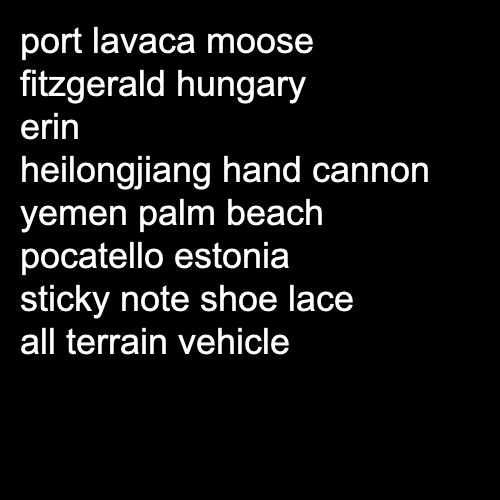 port lavaca moose
fitzgerald hungary
erin
heilongjiang hand cannon
yemen palm beach
pocatello estonia
sticky note shoe lace
all terrain vehicle